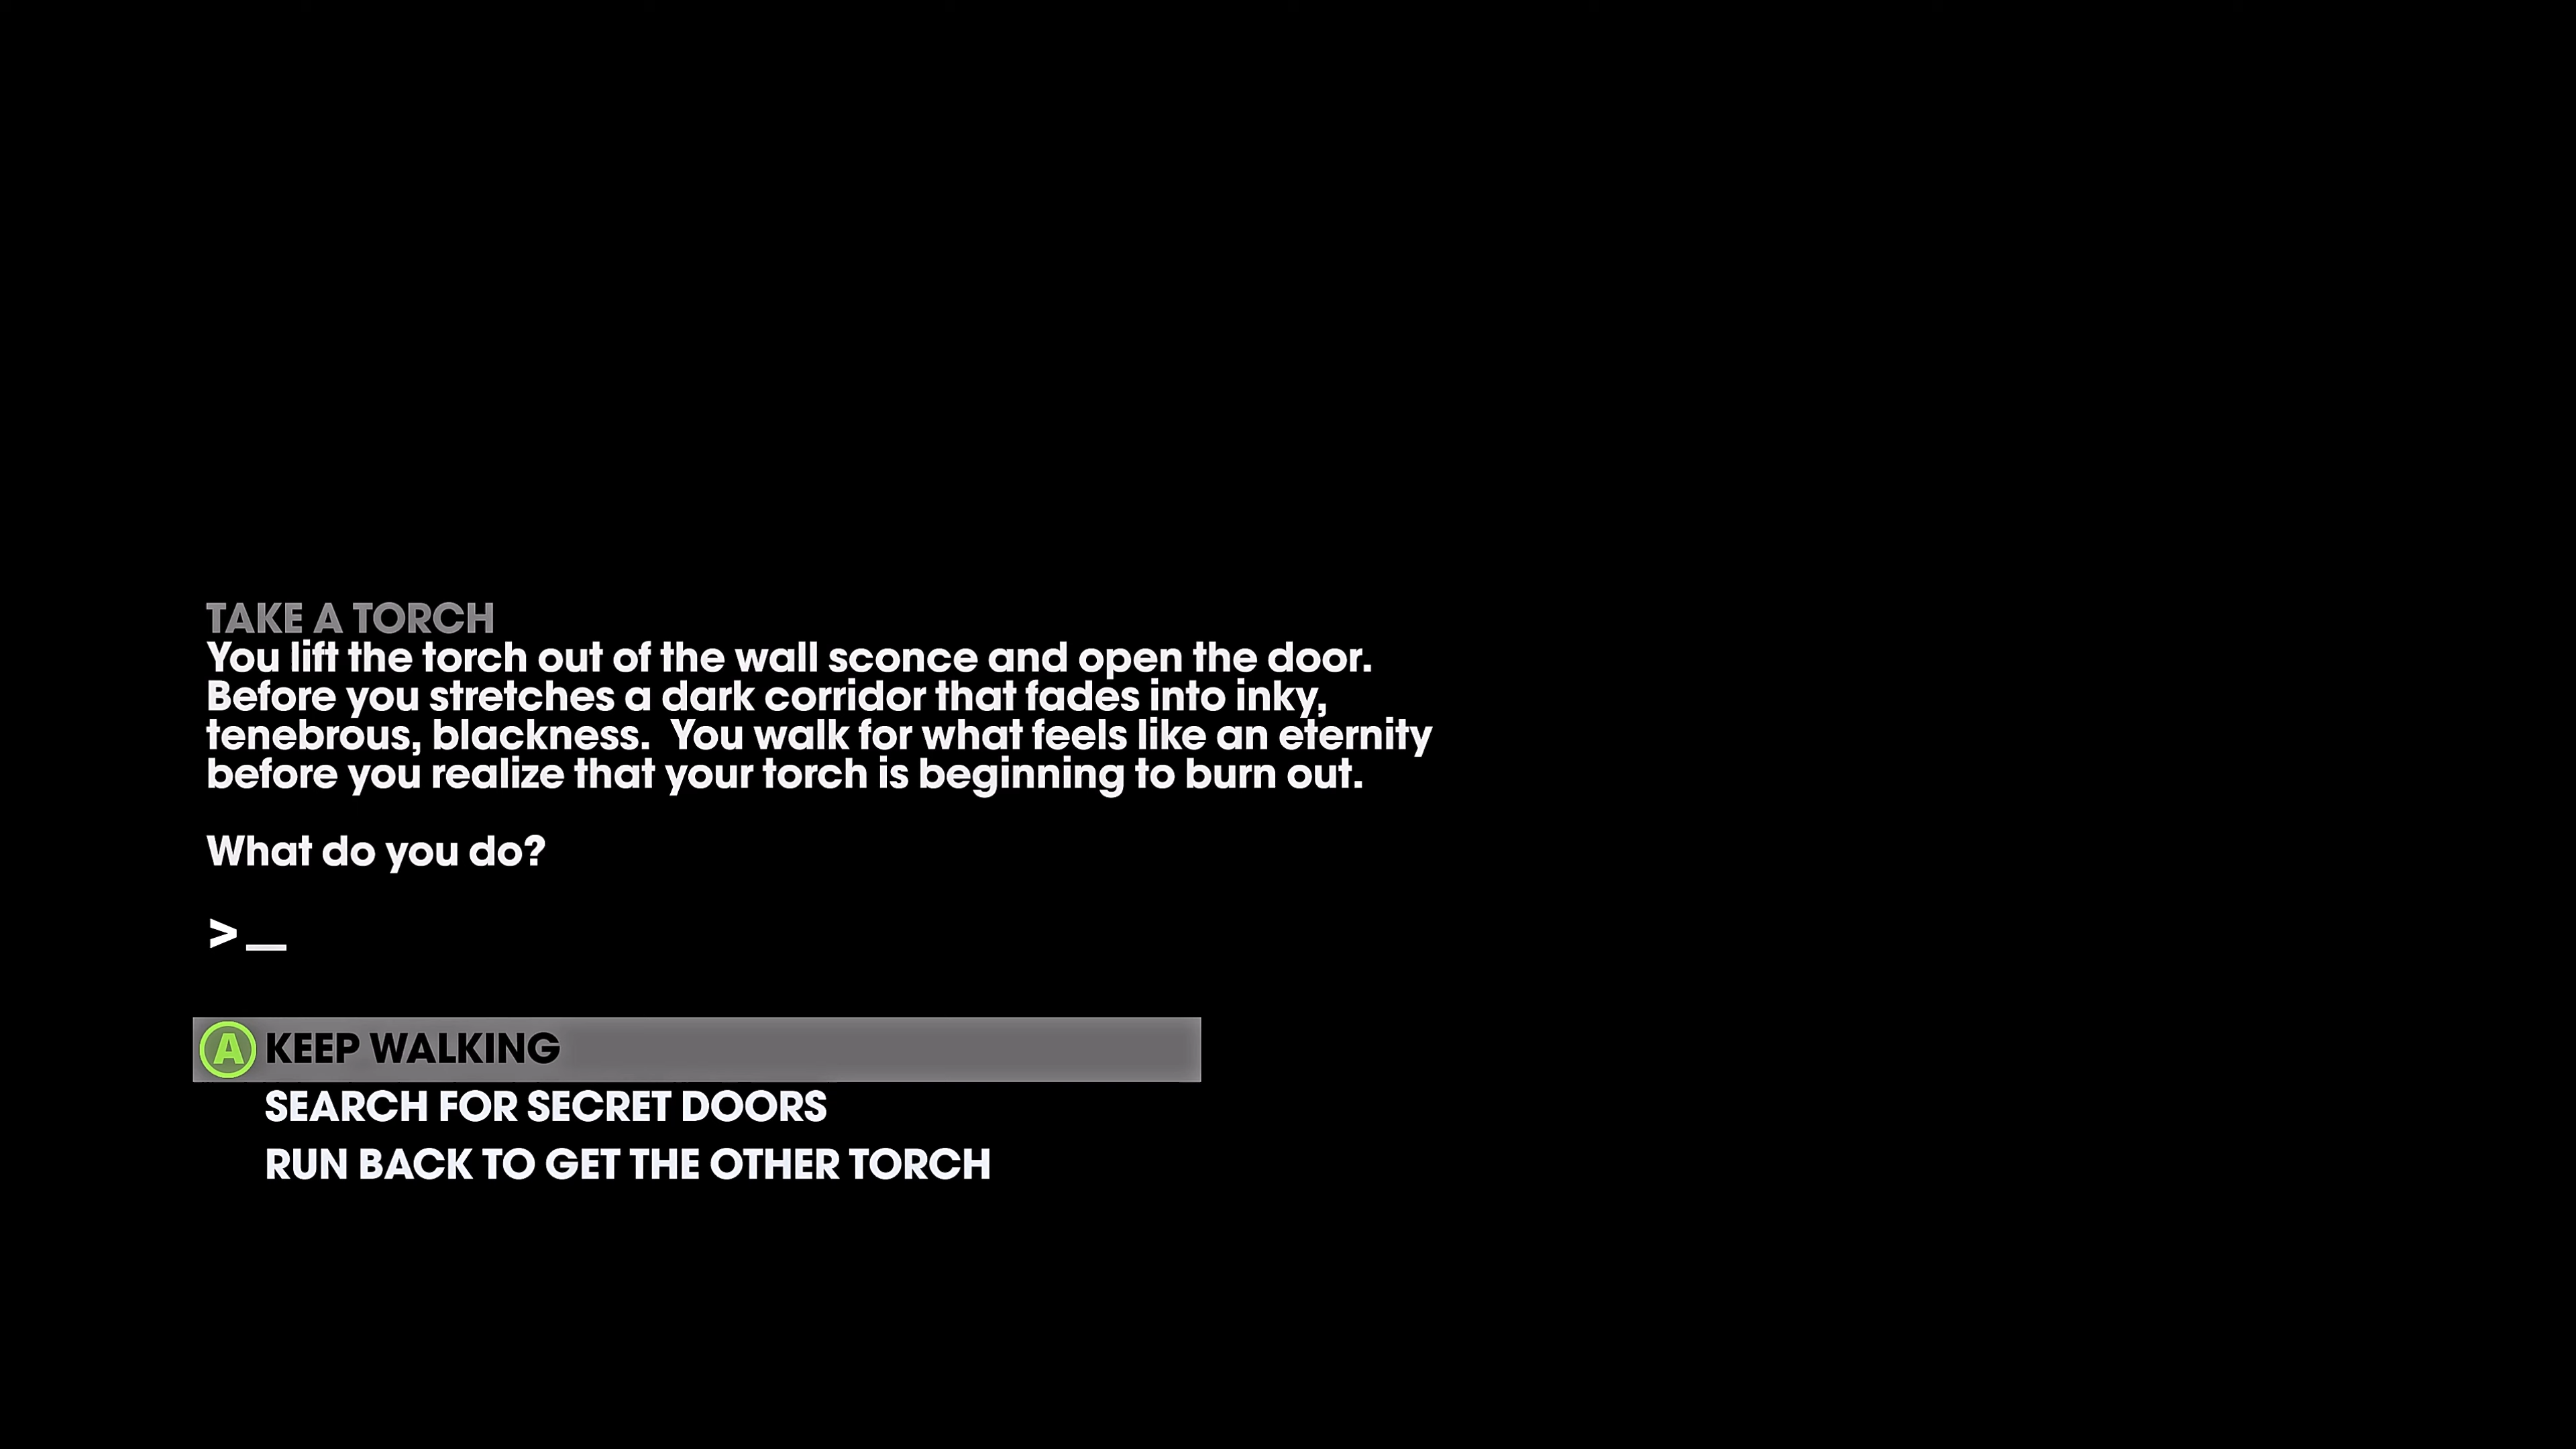 TAKE A TORCH
You lift the torch out of the wall sconce and open the door.
Before you stretches a dark corridor that fades into inky,
tenebrous, blackness.  You walk for what feels like an eternity
before you realize that your torch is beginning to burn out.
What do you do?
>_
A KEEP WALKING
SEARCH FOR SECRET DOORS
RUN BACK TO GET THE OTHER TORCH